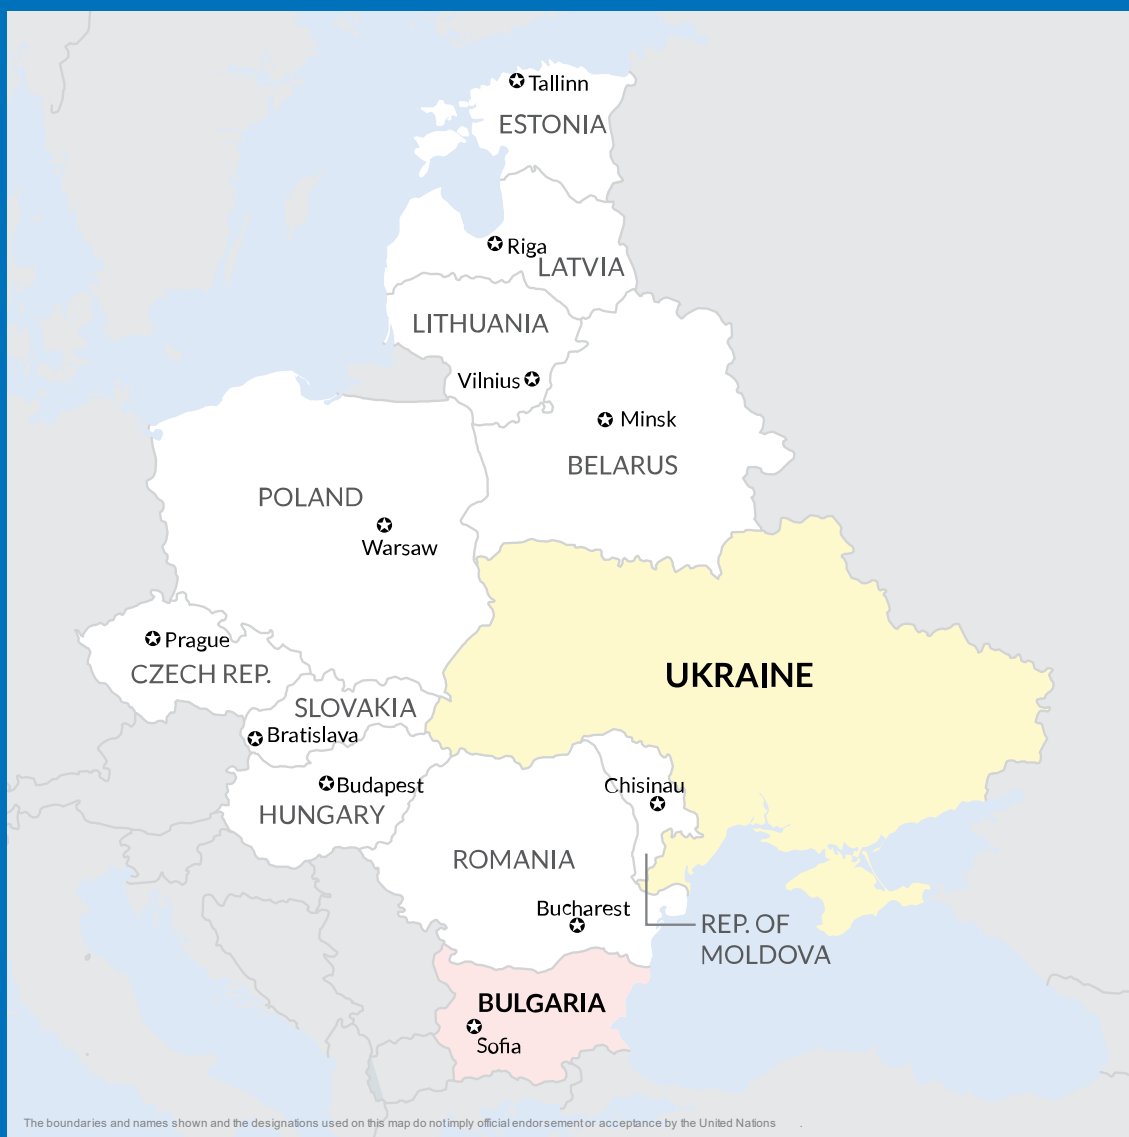 Tallinn
ESTONIA
Riga
LATVIA
LITHUANIA
Vilnius
Minsk
BELARUS
POLAND
Warsaw
Prague
CZECH REP.
UKRAINE
SLOVAKIA
Bratislava
Budapest
HUNGARY
Chisinau
ROMANIA
Bucharest
REP. OF
MOLDOVA
BULGARIA
Sofia
The boundaries and names shown and the designations used on this map do not imply official endorsement or acceptance by the United Nations .